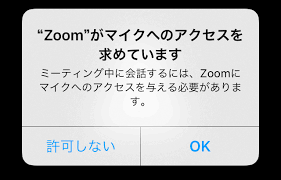 “Zoom”がマイクへのアクセスを
求めています
ミーティング中に会話するには、Zoomに
マイクへのアクセスを与える必要がありま
す。
許可しない
OK